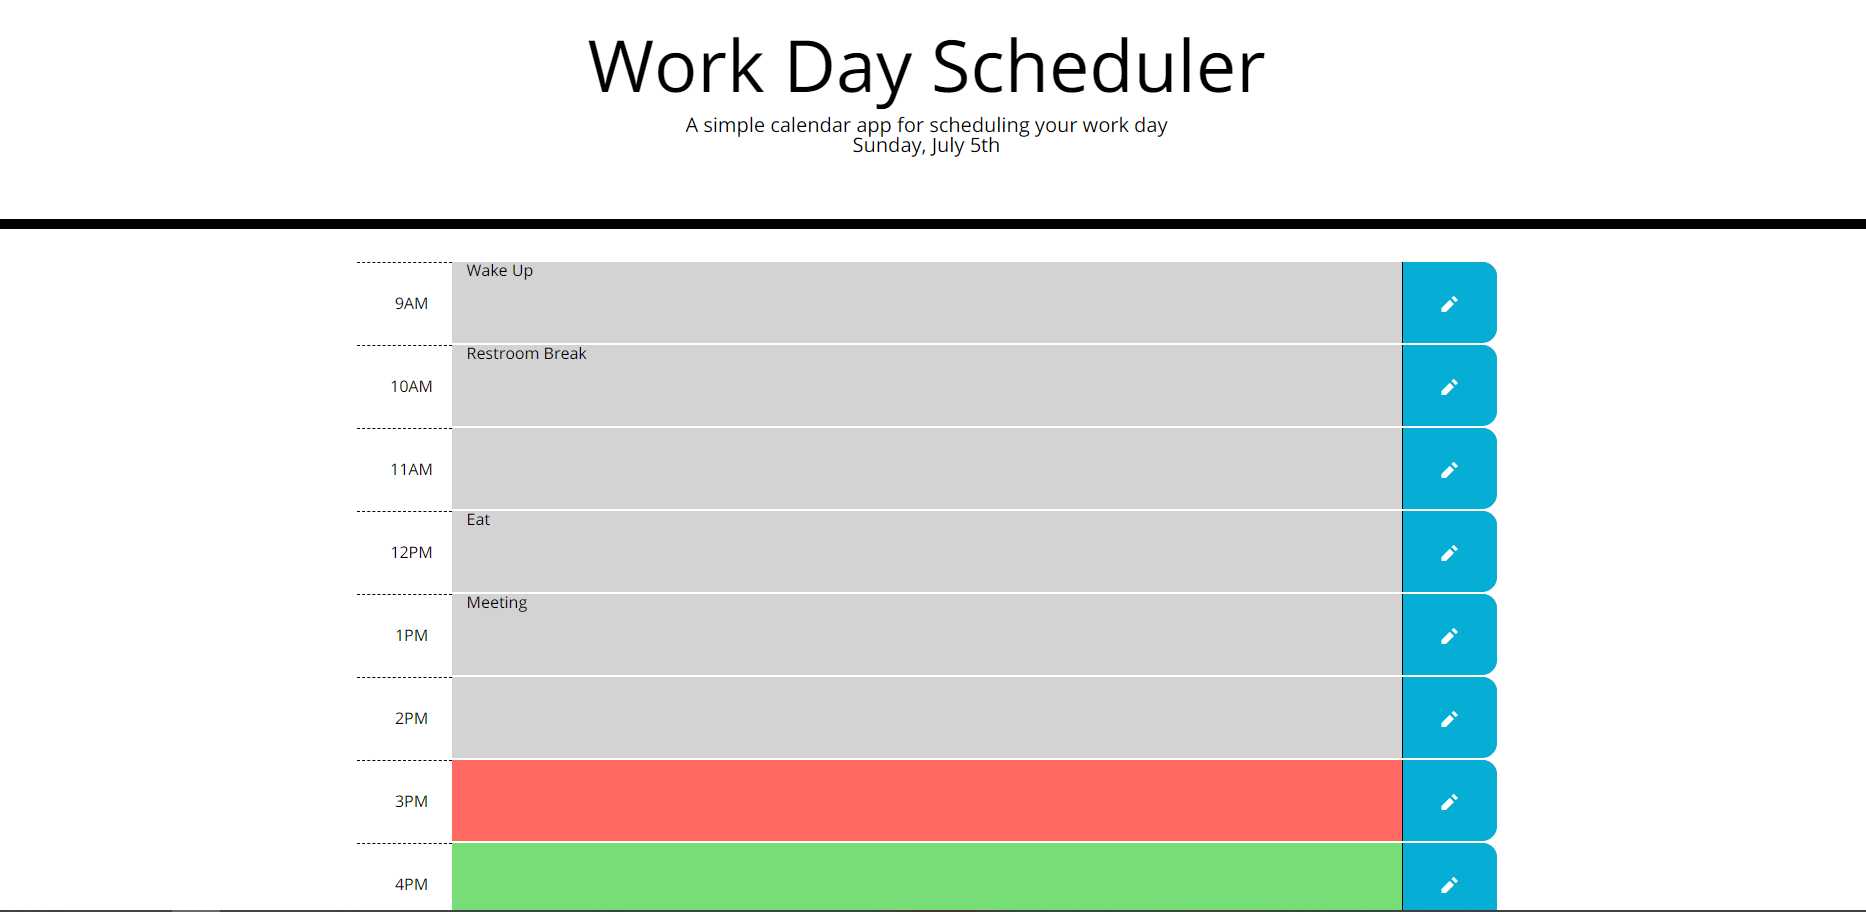 Work Day Scheduler
A simple calendar app for scheduling your work day
Sunday, July 5th
Wake Up
9AM
Restroom Break
10AM
11AM
Eat
12PM
Meeting
1PM
2PM
3PM
4PM